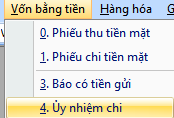 Vốn bằng tiền Hàng hóa
0. Phiếu thu tiền mặt
1. Phiếu chi tiền mặt
3. Báo có tiền gửi
4. Ủy nhiệm chi